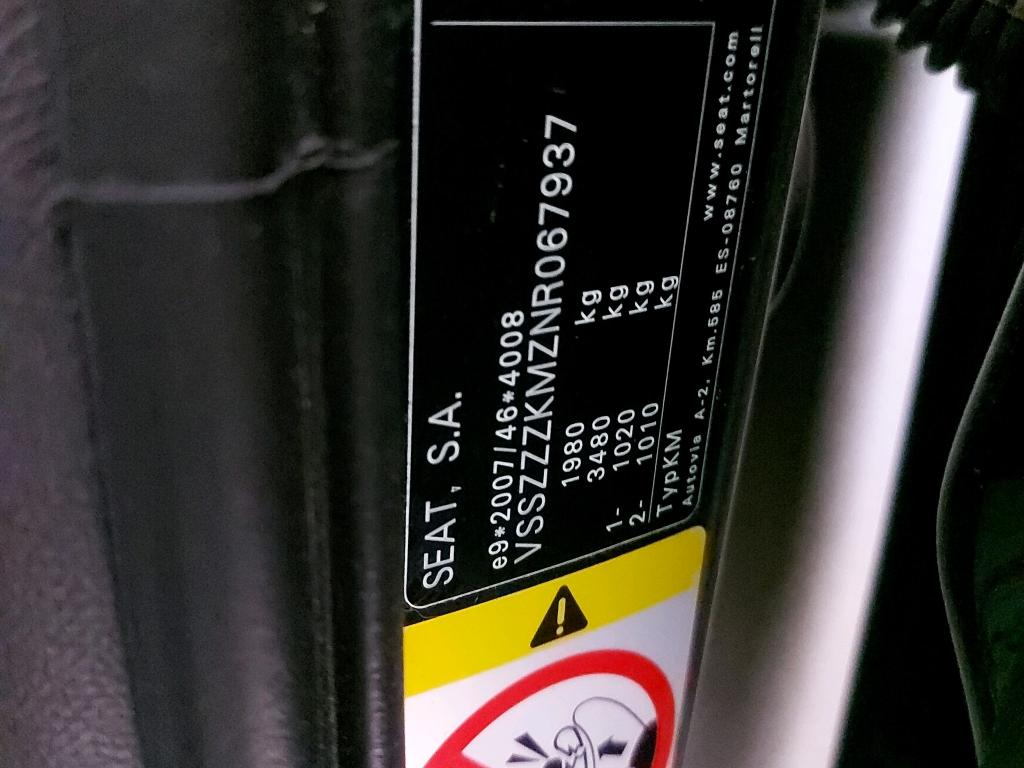 SEAT, S.A.
e9*2007/46*4008
VSSZZZKMZNR067937
1980 kg
3480 kg
1- 1020 kg
2- 1010 kg
TypKM
www.seat.com
Autovia A-2, Km.585 ES-08760 Martorell